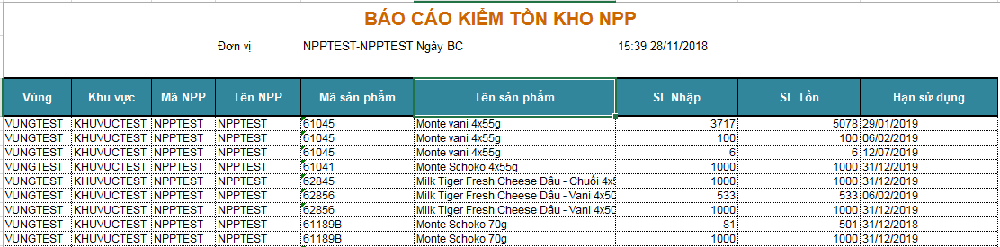 BÁO CÁO KIỂM TỒN KHO NPP
Đơn vị NPPTEST-NPPTEST Ngày BC 15:39 28/11/2018
Vùng Khu vực Mã NPP Tên NPP Mã sản phẩm Tên sản phẩm SL Nhập SL Tồn Hạn sử dụng
VUNGTEST KHUVUCTEST NPPTEST NPPTEST 61045 Monte vani 4x55g 3717 5078 29/01/2019
VUNGTEST KHUVUCTEST NPPTEST NPPTEST 61045 Monte vani 4x55g 100 100 06/02/2019
VUNGTEST KHUVUCTEST NPPTEST NPPTEST 61045 Monte vani 4x55g 6 6 12/07/2019
VUNGTEST KHUVUCTEST NPPTEST NPPTEST 61041 Monte Schoko 4x55g 1000 1000 31/12/2019
VUNGTEST KHUVUCTEST NPPTEST NPPTEST 62845 Milk Tiger Fresh Cheese Dâu - Chuối 4x5 1000 1000 31/12/2019
VUNGTEST KHUVUCTEST NPPTEST NPPTEST 62856 Milk Tiger Fresh Cheese Dâu - Vani 4x50 533 533 06/02/2019
VUNGTEST KHUVUCTEST NPPTEST NPPTEST 62856 Milk Tiger Fresh Cheese Dâu - Vani 4x50 1000 1000 31/12/2019
VUNGTEST KHUVUCTEST NPPTEST NPPTEST 61189B Monte Schoko 70g 81 501 31/12/2018
VUNGTEST KHUVUCTEST NPPTEST NPPTEST 61189B Monte Schoko 70g 1000 1000 31/12/2019